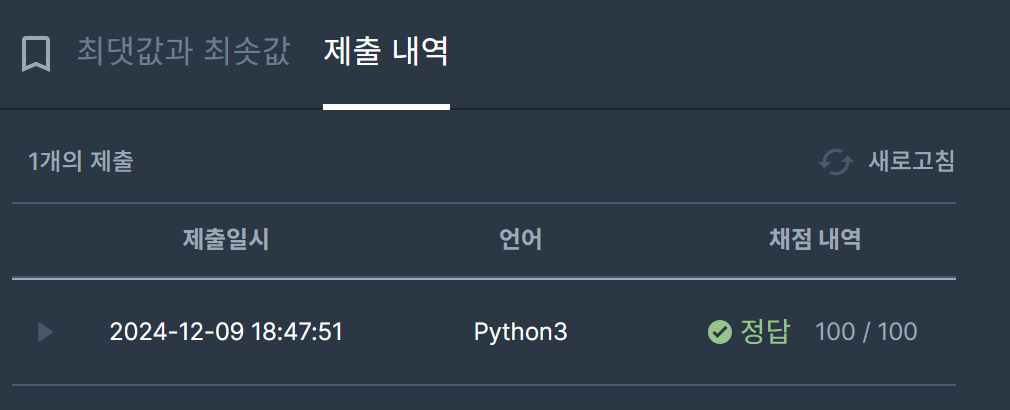 최댓값과 최솟값 제출 내역
1개의 제출 새로고침
제출일시 언어 채점 내역
2024-12-09 18:47:51 Python3 정답 100 / 100